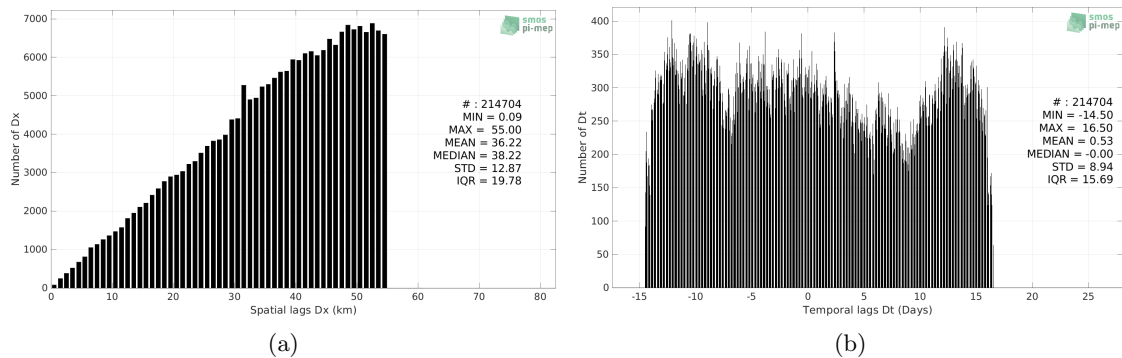 7000
6000
5000
4000
3000
2000
1000
0
Number of Dx
0 10 20 30 40 50 60 70 80
Spatial lags Dx (km)
smos
pi-mep
# : 214704
MIN = 0.09
MAX = 55.00
MEAN = 36.22
MEDIAN = 38.22
STD = 12.87
IQR = 19.78
(a)
400
350
300
250
200
150
100
50
0
Number of Dt
-15 -10 -5 0 5 10 15 20 25
Temporal lags Dt (Days)
smos
pi-mep
# : 214704
MIN = -14.50
MAX = 16.50
MEAN = 0.53
MEDIAN = -0.00
STD = 8.94
IQR = 15.69
(b)